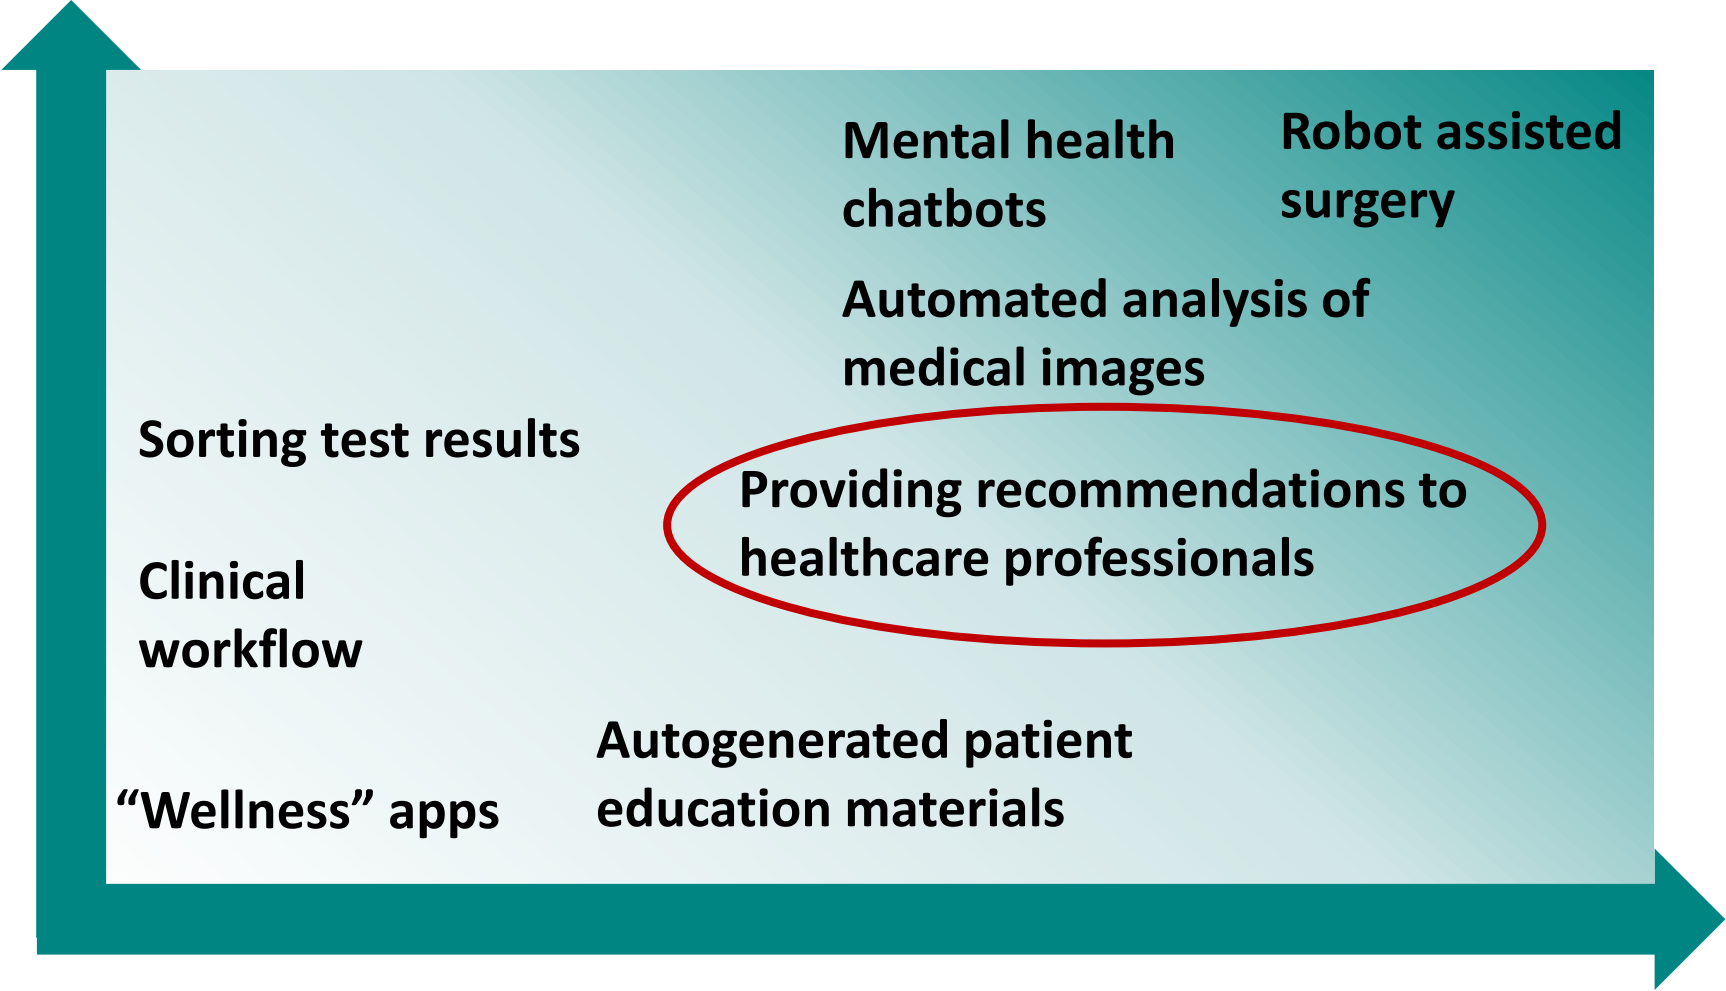 Mental health
chatbots
Robot assisted
surgery
Automated analysis of
medical images
Sorting test results
Providing recommendations to
healthcare professionals
Clinical
workflow
Autogenerated patient
education materials
“Wellness” apps